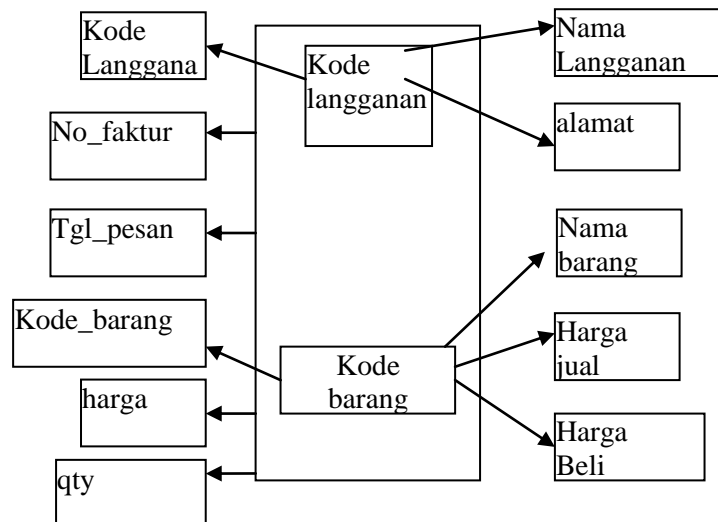 Kode
Langgana
No_faktur
Tgl_pesan
Kode_barang
harga
qty
Kode
langganan
Kode
barang
Nama
Langganan
alamat
Nama
barang
Harga
jual
Harga
Beli